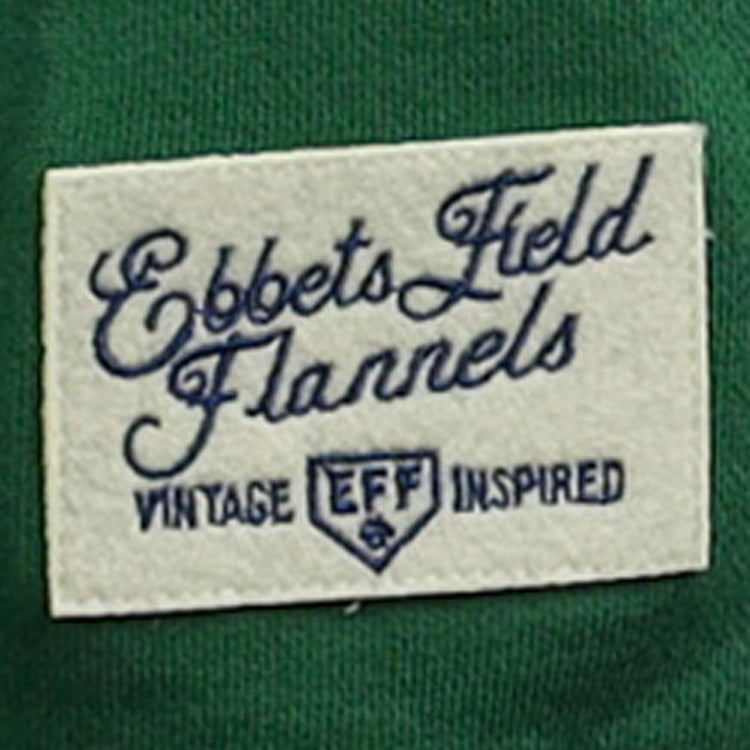 Ebbets Field
Flannels
VINTAGE EFF INSPIRED